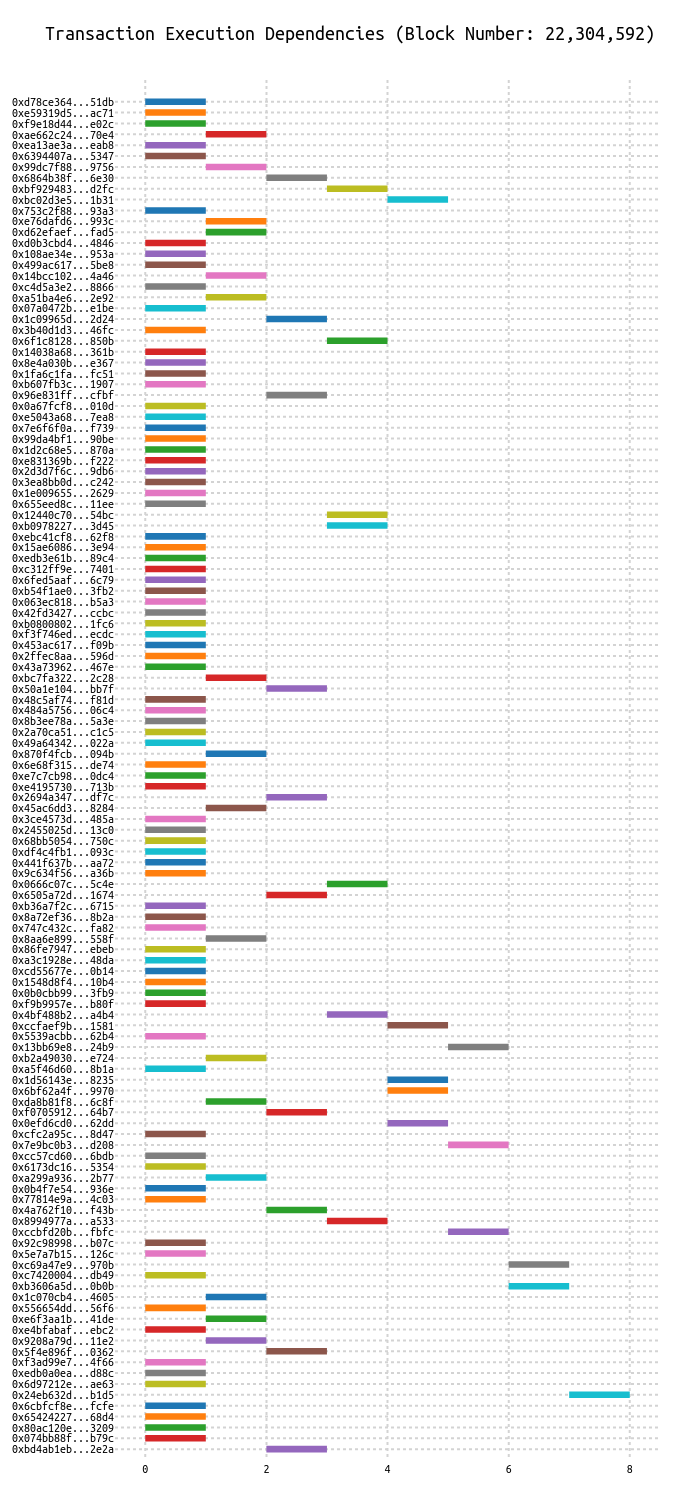 Transaction Execution Dependencies (Block Number: 22,304,592)
0xd78ce364...51db
0xe59319d5...ac71
0xf9e18d44...e02c
0xae662c24...70e4
0xea13ae3a...eab8
0x6394407a...5347
0x99dc7f88...9756
0x6864b38f...6e30
0xbf929483...d2fc
0xbc02d3e5...1b31
0x753c2f88...93a3
0xe76dafd6...993c
0xd62efaef...fad5
0xd0b3cbd4...4846
0x108ae34e...953a
0x499ac617...5be8
0x14bcc102...4a46
0xc4d5a3e2...8866
0xa51ba4e6...2e92
0x07a0472b...e1be
0x1c09965d...2d24
0x3b40d1d3...46fc
0x6f1c8128...850b
0x14038a68...361b
0x8e4a030b...e367
0x1fa6c1fa...fc51
0xb607fb3c...1907
0x96e831ff...cfbf
0x0a67fcf8...010d
0xe5043a68...7ea8
0x7e6f6f0a...f739
0x99da4bf1...90be
0x1d2c68e5...870a
0xe831369b...f222
0x2d3d7f6c...9db6
0x3ea8bb0d...c242
0x1e009655...2629
0x655eed8c...11ee
0x12440c70...54bc
0xb0978227...3d45
0xebc41cf8...62f8
0x15ae6086...3e94
0xedb3e61b...89c4
0xc312ff9e...7401
0x6fed5aaf...6c79
0xb54f1ae0...3fb2
0x063ec818...b5a3
0x42fd3427...ccbc
0xb0800802...1fc6
0xf3f746ed...ecdc
0x453ac617...f09b
0x2ffec8aa...596d
0x43a73962...467e
0xbc7fa322...2c28
0x50a1e104...bb7f
0x48c5af74...f81d
0x484a5756...06c4
0x8b3ee78a...5a3e
0x2a70ca51...c1c5
0x49a64342...022a
0x870f4fcb...094b
0x6e68f315...de74
0xe7c7cb98...0dc4
0xe4195730...713b
0x2694a347...df7c
0x45ac6dd3...8284
0x3ce4573d...485a
0x2455025d...13c0
0x68bb5054...750c
0xdf4c4fb1...093c
0x441f637b...aa72
0x9c634f56...a36b
0x0666c07c...5c4e
0x6505a72d...1674
0xb36a7f2c...6715
0x8a72ef36...8b2a
0x747c432c...fa82
0x8aa6e899...558f
0x86fe7947...ebeb
0xa3c1928e...48da
0xcd55677e...0b14
0x1548d8f4...10b4
0x0b0cbb99...3fb9
0xf9b9957e...b80f
0x4bf488b2...a4b4
0xccfaef9b...1581
0x5539acbb...62b4
0x13bb69e8...24b9
0xb2a49030...e724
0xa5f46d60...8b1a
0x1d56143e...8235
0x6bf62a4f...9970
0xda8b81f8...6c8f
0xf0705912...64b7
0x0efd6cd0...62dd
0xcfc2a95c...8d47
0x7e9bc0b3...d208
0xcc57cd60...6bdb
0x6173dc16...5354
0xa299a936...2b77
0x0b4f7e54...936e
0x77814e9a...4c03
0x4a762f10...f43b
0x8994977a...a533
0xccbfd20b...fbfc
0x92c98998...b07c
0x5e7a7b15...126c
0xc69a47e9...970b
0xc7420004...db49
0xb3606a5d...0b0b
0x1c070cb4...4605
0x556654dd...56f6
0xe6f3aa1b...41de
0xe4bfabaf...ebc2
0x9208a79d...11e2
0x5f4e896f...0362
0xf3ad99e7...4f66
0xedb0a0ea...d88c
0x6d97212e...ae63
0x24eb632d...b1d5
0x6cbfcf8e...fcfe
0x65424227...68d4
0x80ac120e...3209
0x074bb88f...b79c
0xbd4ab1eb...2e2a
0 2 4 6 8